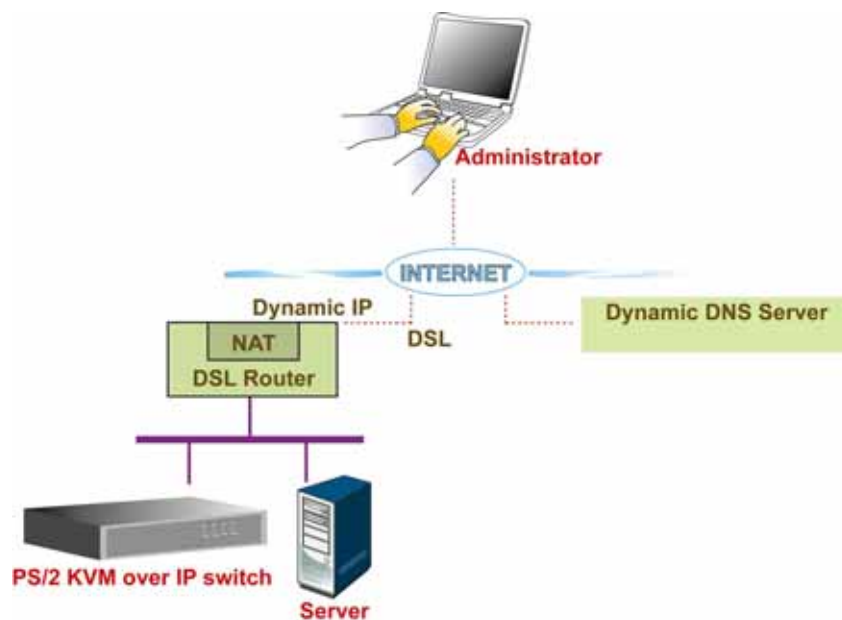 Administrator
INTERNET
Dynamic IP
Dynamic DNS Server
DSL
NAT
DSL Router
PS/2 KVM over IP switch
Server